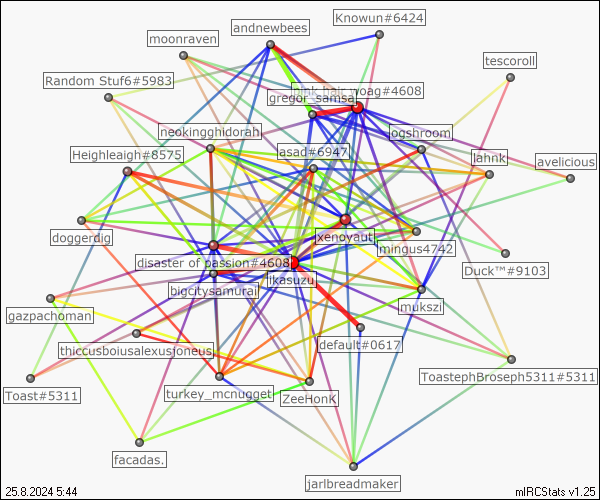 Knowun#6424
andnewbees
moonraven
tescoroll
Random Stuf6#5983
pink hair woag#4608
gregor_samsa
neokingghidorah
ogshroom
asad#6947
Heighleaigh#8575
lahnk
avelicious
doggerdig
xenoyaut
mingus4742
disaster of passion#4608
Duck™#9103
ikasuzu
bigcitysamurai
mukszi
gazpachoman
default#0617
thiccusboiusalexusjoneus
ToastephBroseph5311#5311
Toast#5311
turkey_mcnugget
ZeeHonK
facadas.
jarlbreadmaker
25.8.2024 5:44
mIRCStats v1.25